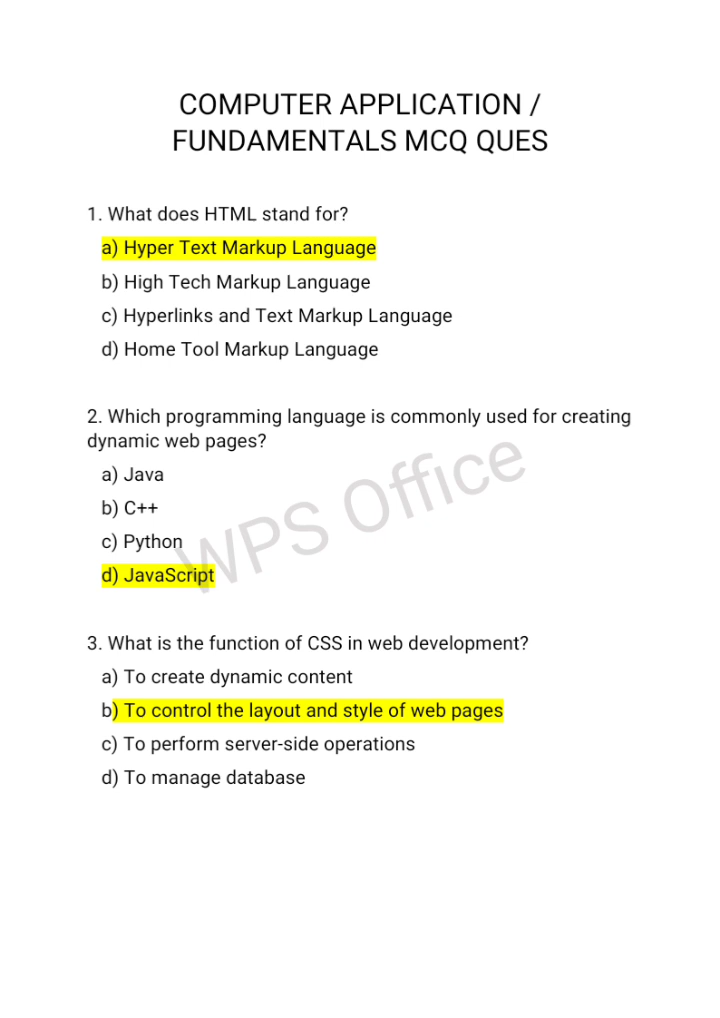 COMPUTER APPLICATION /
FUNDAMENTALS MCQ QUES
1. What does HTML stand for?
a) Hyper Text Markup Language
b) High Tech Markup Language
c) Hyperlinks and Text Markup Language
d) Home Tool Markup Language
2. Which programming language is commonly used for creating
dynamic web pages?
a) Java
b) C++
c) Python
d) JavaScript
WPS Office
3. What is the function of CSS in web development?
a) To create dynamic content
b) To control the layout and style of web pages
c) To perform server-side operations
d) To manage database